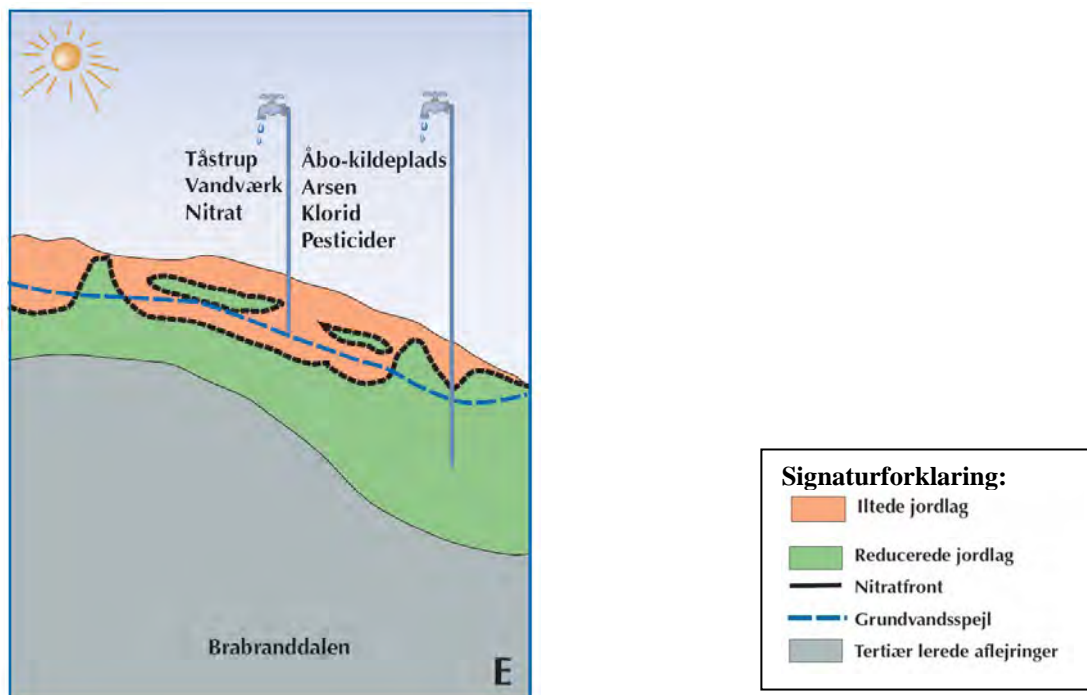 Tåstrup
Vandværk
Nitrat
Åbo-kildeplads
Arsen
Klorid
Pesticider
Brabranddalen
E
Signaturforklaring:
Iltede jordlag
Reducerede jordlag
Nitratfront
Grundvandsspejl
Tertiær lerede aflejringer